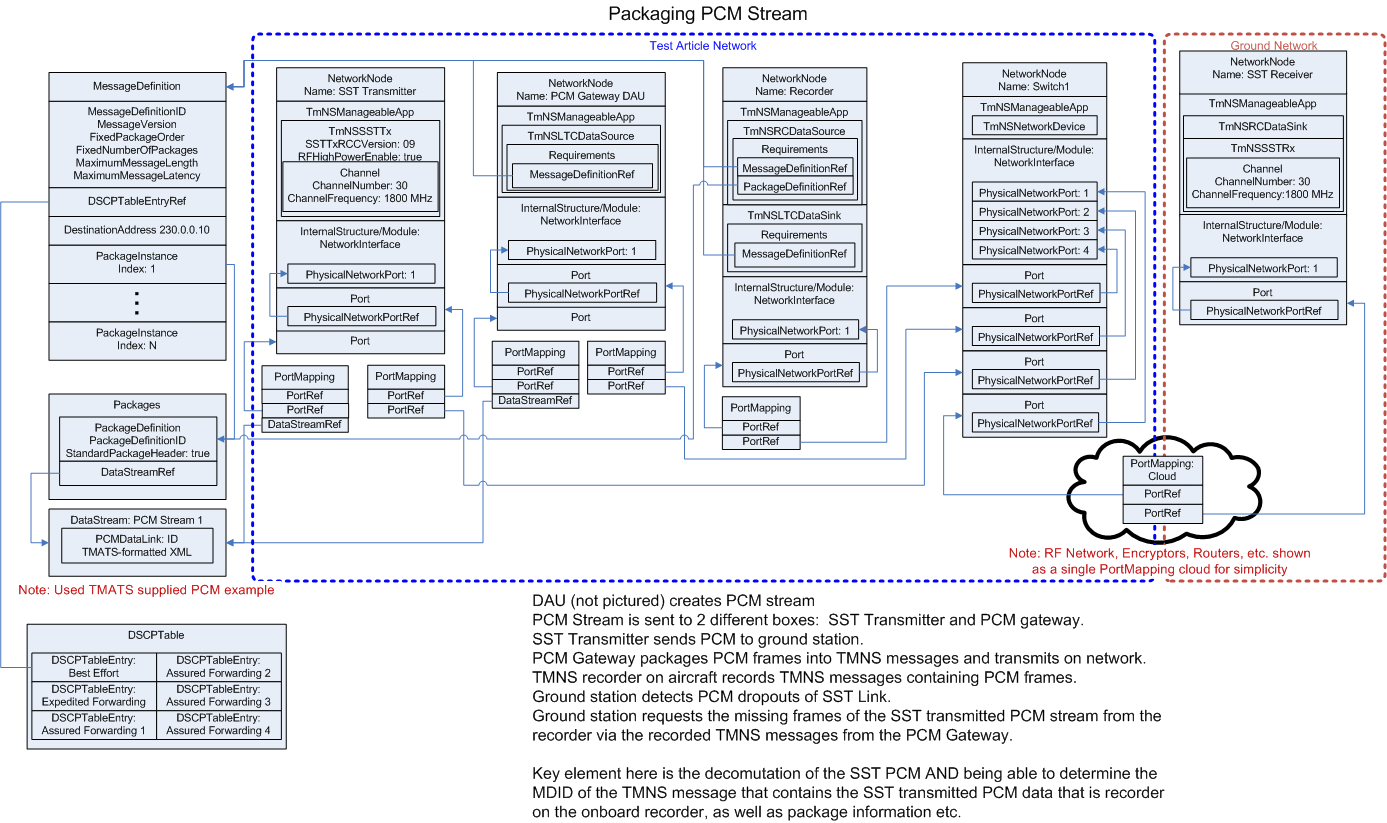 Packaging PCM Stream
Test Article Network
Ground Network
MessageDefinition
MessageDefinitionID
MessageVersion
FixedPackageOrder
FixedNumberOfPackages
MaximumMessageLength
MaximumMessageLatency
DSCPTableEntryRef
DestinationAddress 230.0.0.10
PackageInstance
Index: 1
PackageInstance
Index: N
Packages
PackageDefinition
PackageDefinitionID
StandardPackageHeader: true
DataStreamRef
DataStream: PCM Stream 1
PCMDataLink: ID
TMATS-formatted XML
Note: Used TMATS supplied PCM example
DSCPTable
DSCPTableEntry:
Best Effort
DSCPTableEntry:
Assured Forwarding 2
DSCPTableEntry:
Expedited Forwarding
DSCPTableEntry:
Assured Forwarding 3
DSCPTableEntry:
Assured Forwarding 1
DSCPTableEntry:
Assured Forwarding 4
NetworkNode
Name: SST Transmitter
TmNSManageableApp
TmNSSSTTx
SSTTxRCCVersion: 09
RFHighPowerEnable: true
Channel
ChannelNumber: 30
ChannelFrequency: 1800 MHz
InternalStructure/Module:
NetworkInterface
PhysicalNetworkPort: 1
Port
PhysicalNetworkPortRef
Port
PortMapping
PortRef
PortRef
DataStreamRef
PortMapping
PortRef
PortRef
NetworkNode
Name: PCM Gateway DAU
TmNSManageableApp
TmNSLTCDataSource
Requirements
MessageDefinitionRef
InternalStructure/Module:
NetworkInterface
PhysicalNetworkPort: 1
Port
PhysicalNetworkPortRef
Port
PortMapping
PortRef
PortRef
DataStreamRef
PortMapping
PortRef
PortRef
NetworkNode
Name: Recorder
TmNSManageableApp
TmNSRCDataSource
Requirements
MessageDefinitionRef
PackageDefinitionRef
TmNSLTCDataSink
Requirements
MessageDefinitionRef
InternalStructure/Module:
NetworkInterface
PhysicalNetworkPort: 1
Port
PhysicalNetworkPortRef
PortMapping
PortRef
PortRef
NetworkNode
Name: Switch1
TmNSManageableApp
TmNSNetworkDevice
InternalStructure/Module:
NetworkInterface
PhysicalNetworkPort: 1
PhysicalNetworkPort: 2
PhysicalNetworkPort: 3
PhysicalNetworkPort: 4
Port
PhysicalNetworkPortRef
Port
PhysicalNetworkPortRef
Port
PhysicalNetworkPortRef
Port
PhysicalNetworkPortRef
NetworkNode
Name: SST Receiver
TmNSManageableApp
TmNSRCDataSink
TmNSSSTRx
Channel
ChannelNumber: 30
ChannelFrequency:1800 MHz
InternalStructure/Module:
NetworkInterface
PhysicalNetworkPort: 1
Port
PhysicalNetworkPortRef
PortMapping:
Cloud
PortRef
PortRef
Note: RF Network, Encryptors, Routers, etc. shown
as a single PortMapping cloud for simplicity
DAU (not pictured) creates PCM stream
PCM Stream is sent to 2 different boxes: SST Transmitter and PCM gateway.
SST Transmitter sends PCM to ground station.
PCM Gateway packages PCM frames into TMNS messages and transmits on network.
TMNS recorder on aircraft records TMNS messages containing PCM frames.
Ground station detects PCM dropouts of SST Link.
Ground station requests the missing frames of the SST transmitted PCM stream from the
recorder via the recorded TMNS messages from the PCM Gateway.
Key element here is the decomutation of the SST PCM AND being able to determine the
MDID of the TMNS message that contains the SST transmitted PCM data that is recorder
on the onboard recorder, as well as package information etc.